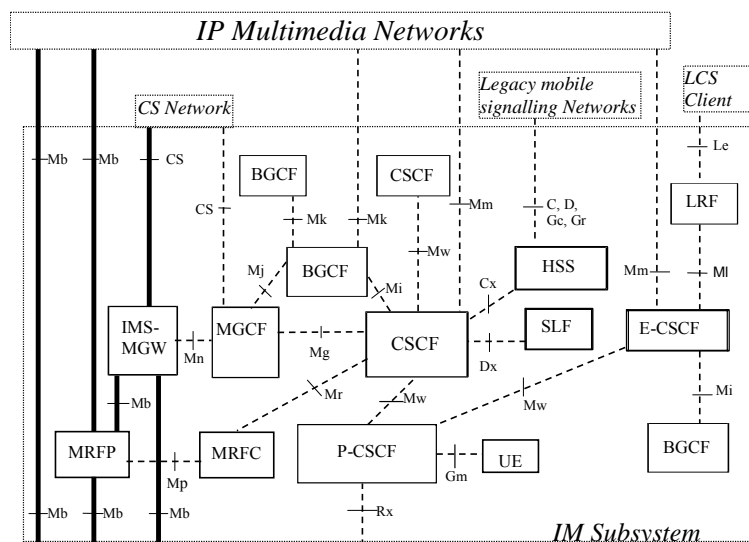 IP Multimedia Networks
CS Network
Legacy mobile
signalling Networks
LCS
Client
Mb
Mb
CS
Le
BGCF
CSCF
CS
Mk
Mk
Mm
C, D,
Gc, Gr
LRF
Mw
Mj
BGCF
Mi
HSS
Mm
Ml
Cx
IMS-
MGW
MGCF
CSCF
SLF
E-CSCF
Mn
Mg
Dx
Mb
Mr
Mw
Mw
Mi
MRFP
MRFC
P-CSCF
UE
BGCF
Mp
Gm
Mb
Mb
Mb
Rx
IM Subsystem